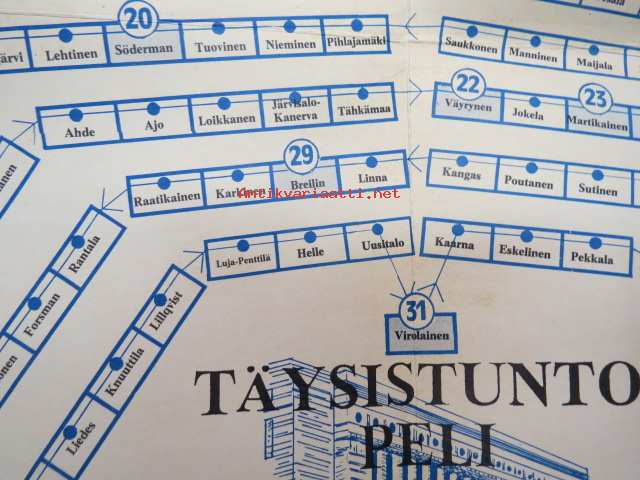 20
järvi Lehtinen Söderman Tuovinen Nieminen Pihlajamäki
Saukkonen Manninen Maijala
22
23
Ahde Ajo Loikkanen Järvisalo-
Kanerva Tähkämaa
Väyrynen Jokela Martikainen
29
Raatikainen Breilin Linna
Kangas Poutanen Sutinen
Antikvariaatti.net
Luja-Penttilä Helle Uusitalo
Kaarna Eskelinen Pekkala
Rantala
Forsman
Lillqvist
Knuuttila
Liedes
31
Virolainen
TÄYSISTUNTO
PELI